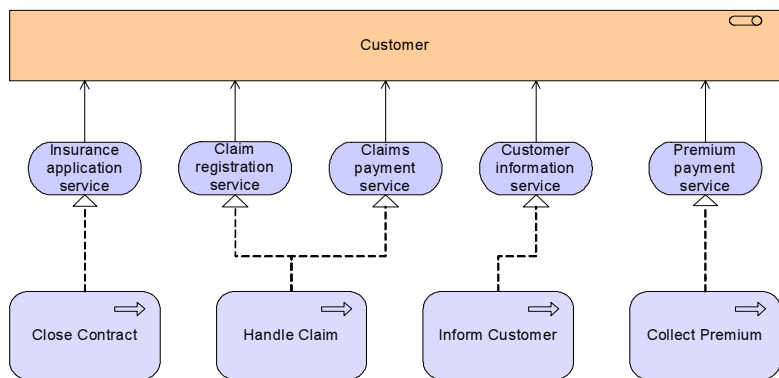 Customer
Insurance
application
service
Claim
registration
service
Claims
payment
service
Customer
information
service
Premium
payment
service
Close Contract
Handle Claim
Inform Customer
Collect Premium